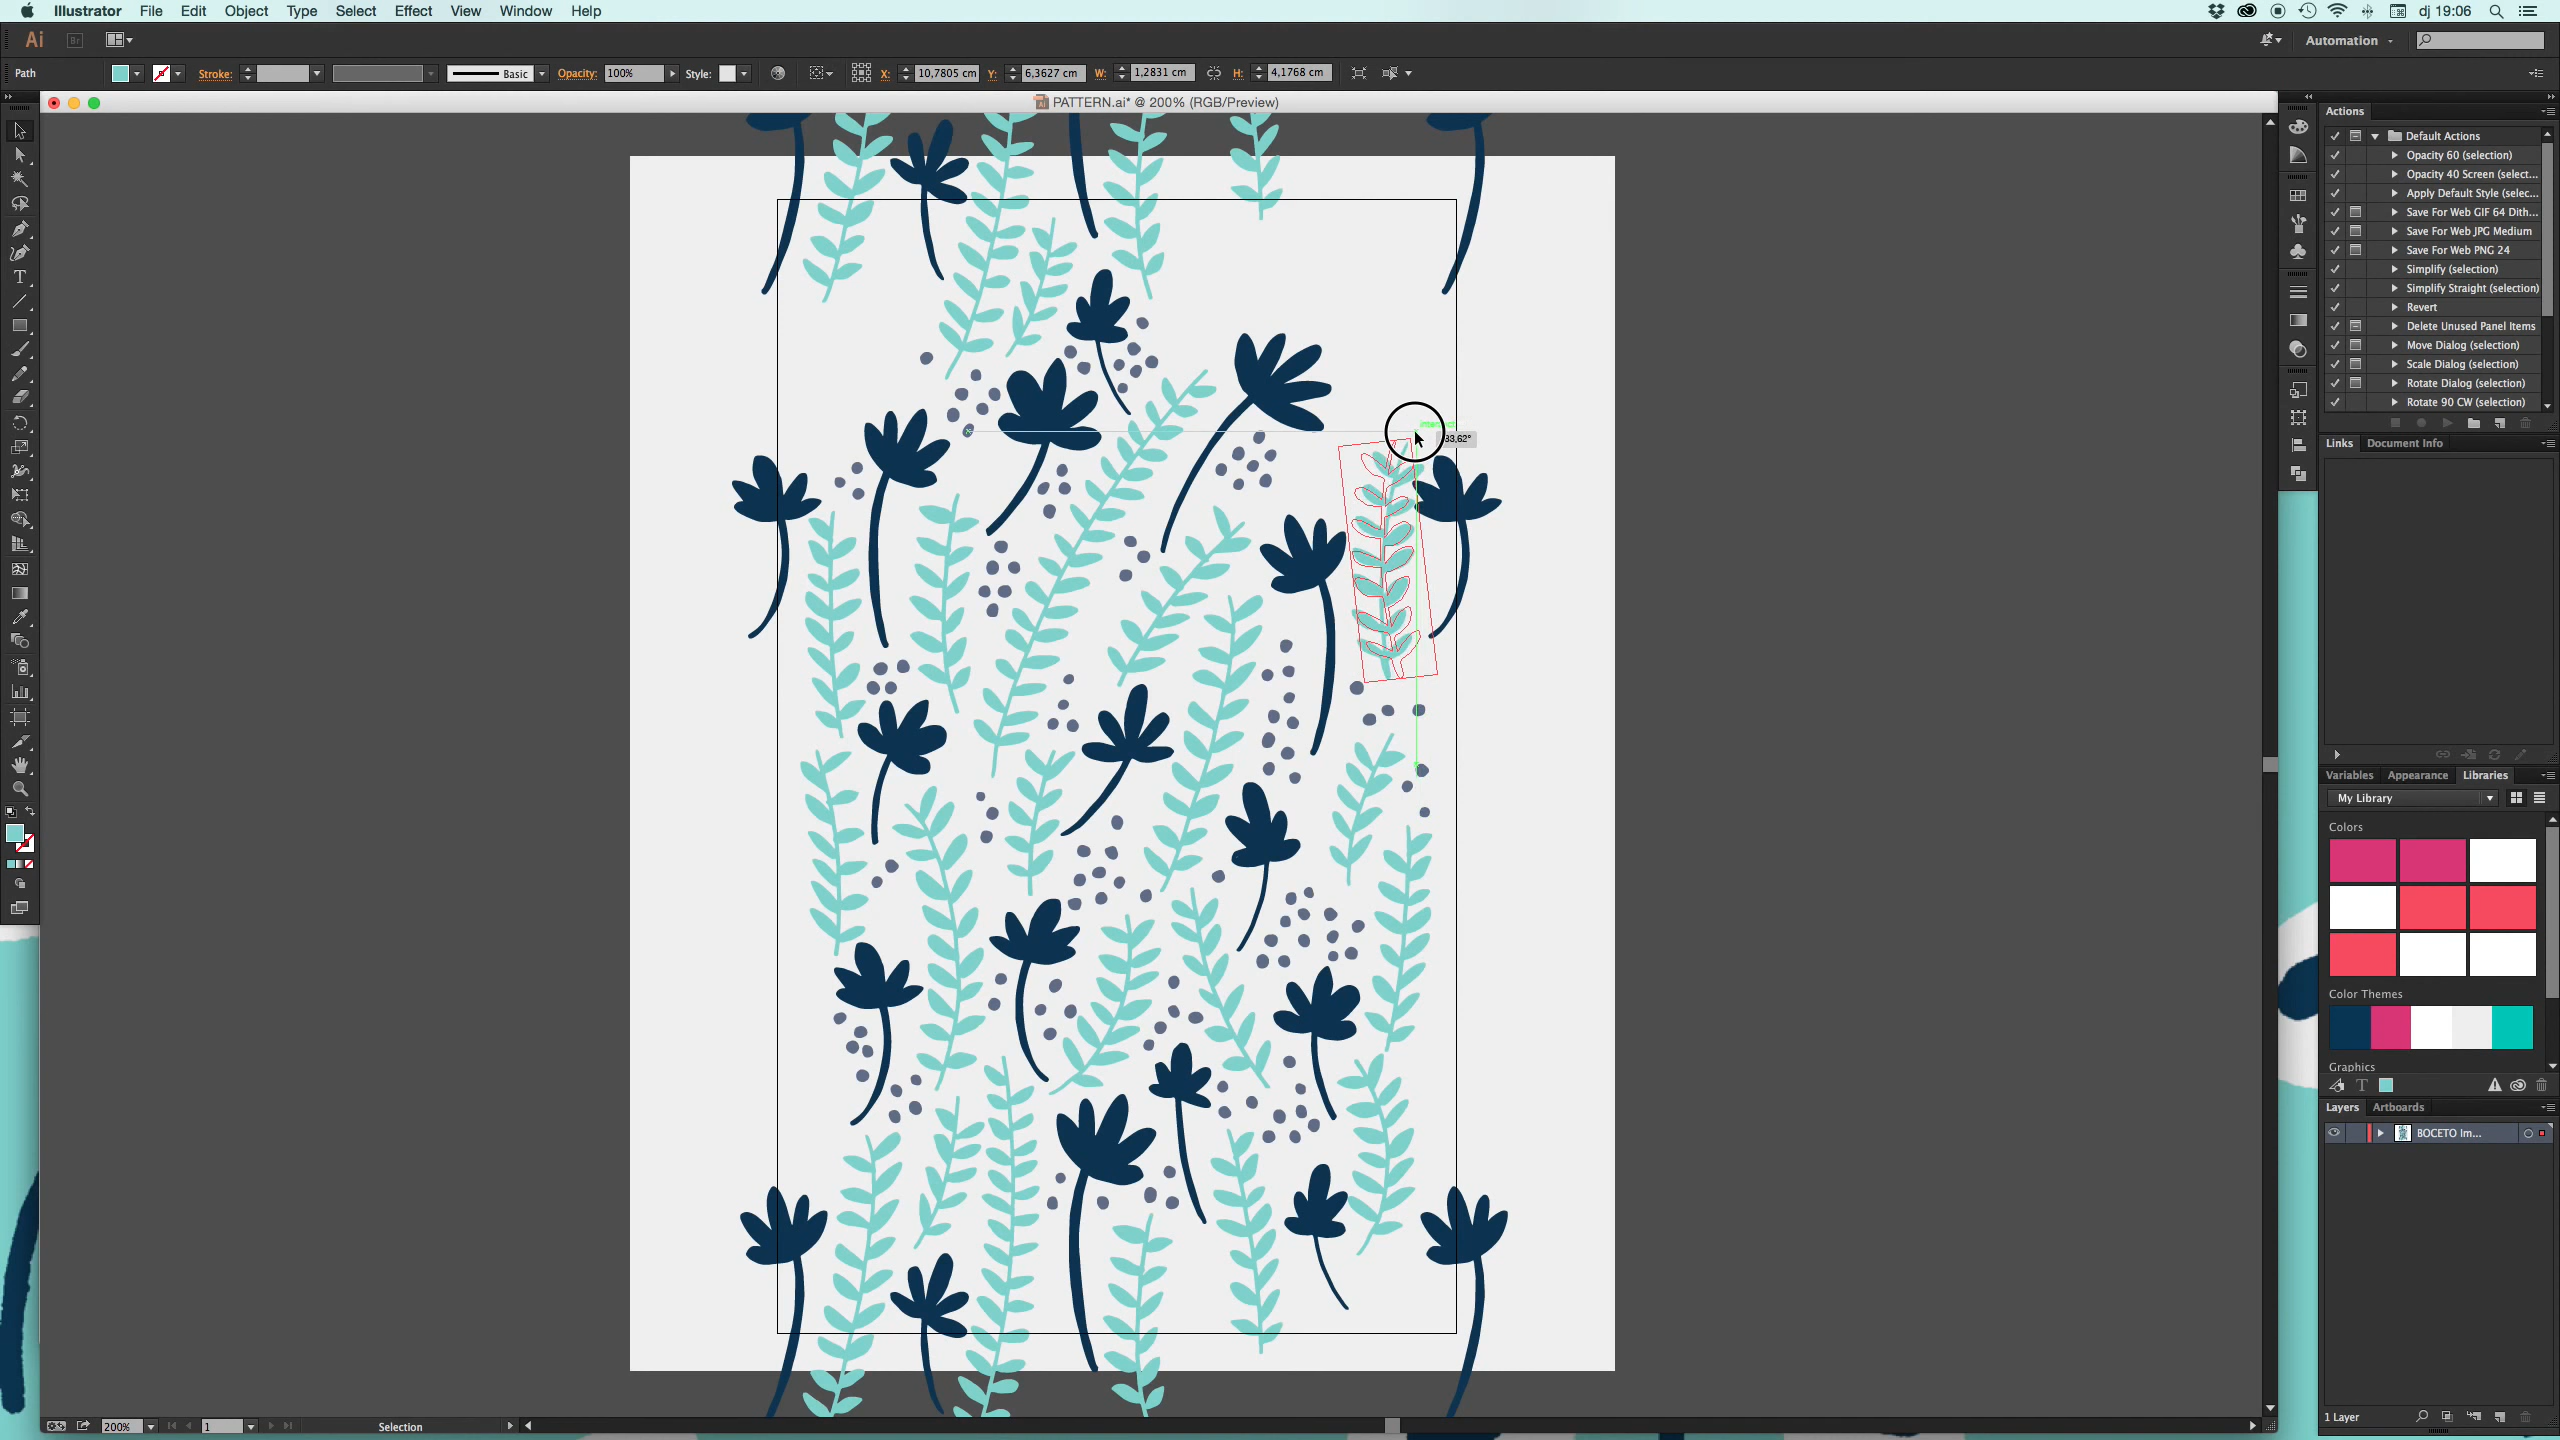 Illustrator File Edit Object Type Select Effect View Window Help dj 19:06
Ai Br Automation
Path Stroke: Basic Opacity: 100% Style: X: 10,7805 cm Y: 6,3627 cm W: 1,2831 cm H: 4,1768 cm
PATTERN.ai* @ 200% (RGB/Preview)
Actions
Default Actions
Opacity 60 (selection)
Opacity 40 Screen (select...
Apply Default Style (selec...
Save For Web GIF 64 Dith...
Save For Web JPG Medium
Save For Web PNG 24
Simplify (selection)
Simplify Straight (selection)
Revert
Delete Unused Panel Items
Move Dialog (selection)
Scale Dialog (selection)
Rotate Dialog (selection)
Rotate 90 CW (selection)
Links Document Info
Variables Appearance Libraries
My Library
Colors
Color Themes
Graphics
Layers Artboards
BOCETO Im...
1 Layer
200% 1 Selection